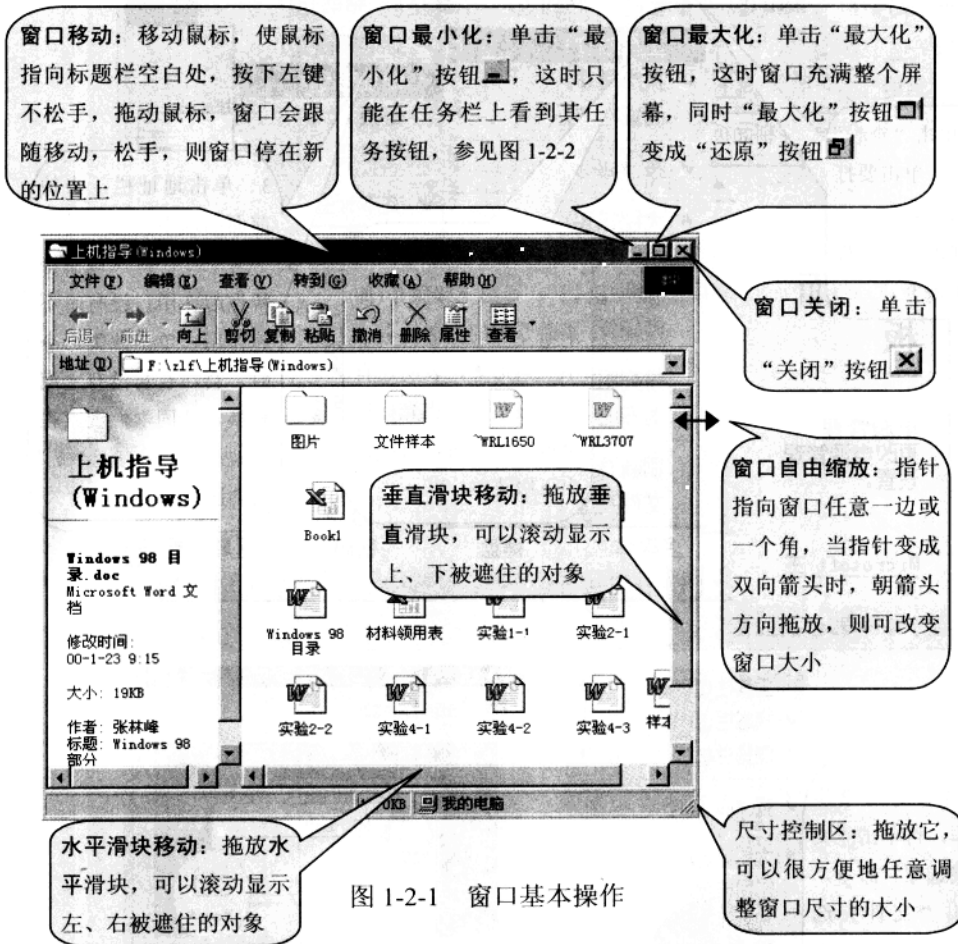 窗口移动：移动鼠标，使鼠标
指向标题栏空白处，按下左键
不松手，拖动鼠标，窗口会跟
随移动，松手，则窗口停在新
的位置上
窗口最小化：单击“最
小化”按钮，这时只
能在任务栏上看到其任
务按钮，参见图 1-2-2
窗口最大化：单击“最大化”
按钮，这时窗口充满整个屏
幕，同时“最大化”按钮
变成“还原”按钮
上机指导(Windows)
文件(F) 编辑(E) 查看(V) 转到(G) 收藏(A) 帮助(H)
后退 前进 向上 剪切 复制 粘贴 撤消 删除 属性 查看
地址(D) F:\zlf\上机指导(Windows)
窗口关闭：单击
“关闭”按钮
上机指导
(Windows)
Windows 98 目
录.doc
Microsoft Word 文
档
修改时间:
00-1-23 9:15
大小: 19KB
作者: 张林峰
标题: Windows 98
部分
图片 文件样本 ~WRL1650 ~WRL3707
Book1
垂直滑块移动：拖放垂
直滑块，可以滚动显示
上、下被遮住的对象
Windows 98
目录
材料领用表 实验1-1 实验2-1
实验2-2 实验4-1 实验4-2 实验4-3 样本
窗口自由缩放：指针
指向窗口任意一边或
一个角，当指针变成
双向箭头时，朝箭头
方向拖放，则可改变
窗口大小
0KB 我的电脑
水平滑块移动：拖放水
平滑块，可以滚动显示
左、右被遮住的对象
尺寸控制区：拖放它，
可以很方便地任意调
整窗口尺寸的大小
图 1-2-1 窗口基本操作